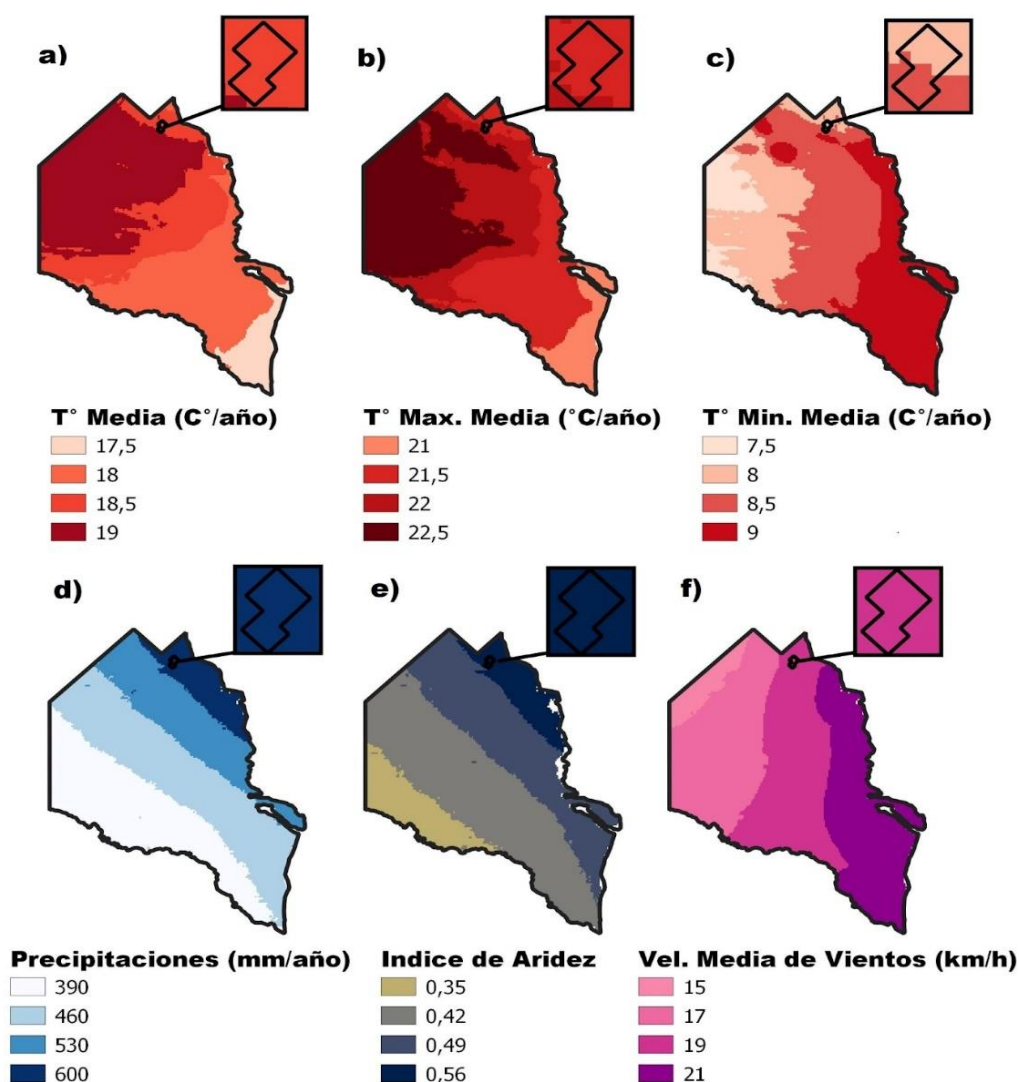 a)
b)
c)
T° Media (C°/año)
17,5
18
18,5
19
T° Max. Media (°C/año)
21
21,5
22
22,5
T° Min. Media (C°/año)
7,5
8
8,5
9
d)
e)
f)
Precipitaciones (mm/año)
390
460
530
600
Indice de Aridez
0,35
0,42
0,49
0,56
Vel. Media de Vientos (km/h)
15
17
19
21